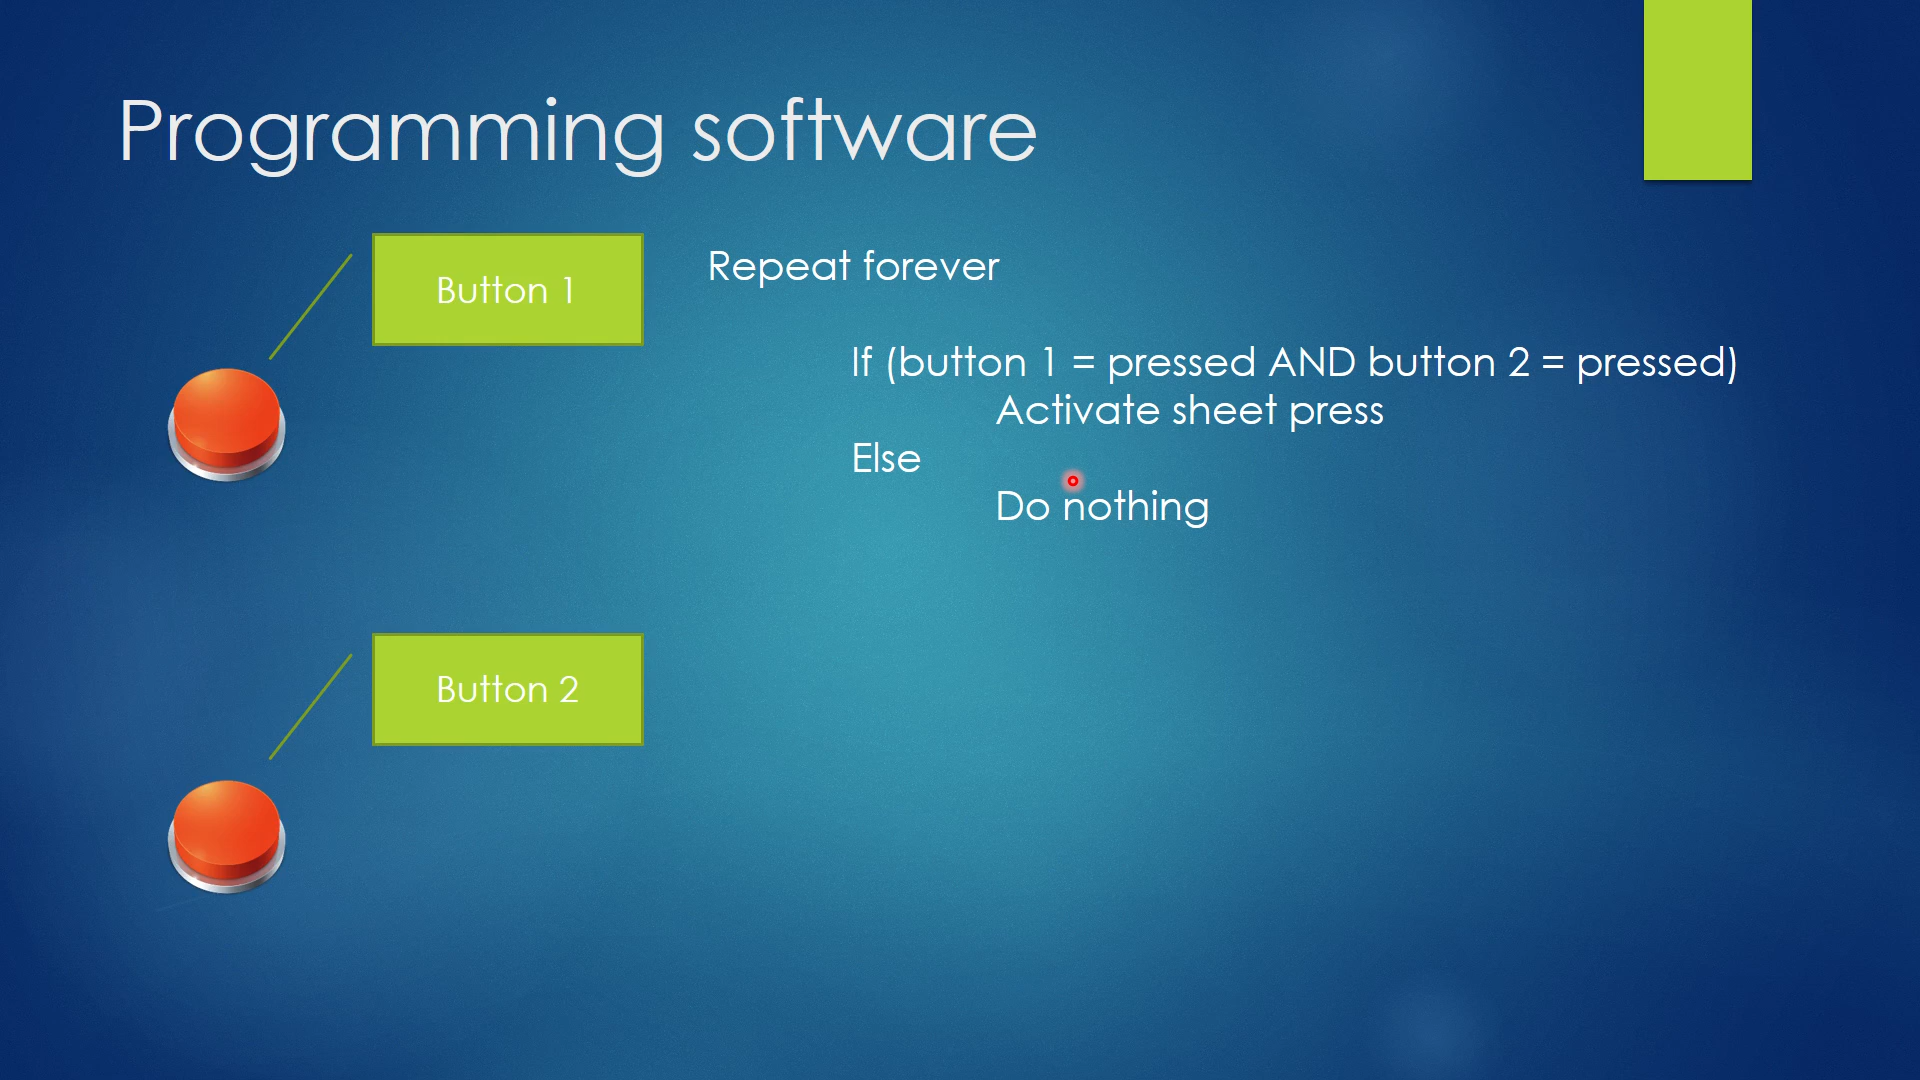 Programming software
Button 1
Repeat forever
If (button 1 = pressed AND button 2 = pressed)
Activate sheet press
Else
Do nothing
Button 2